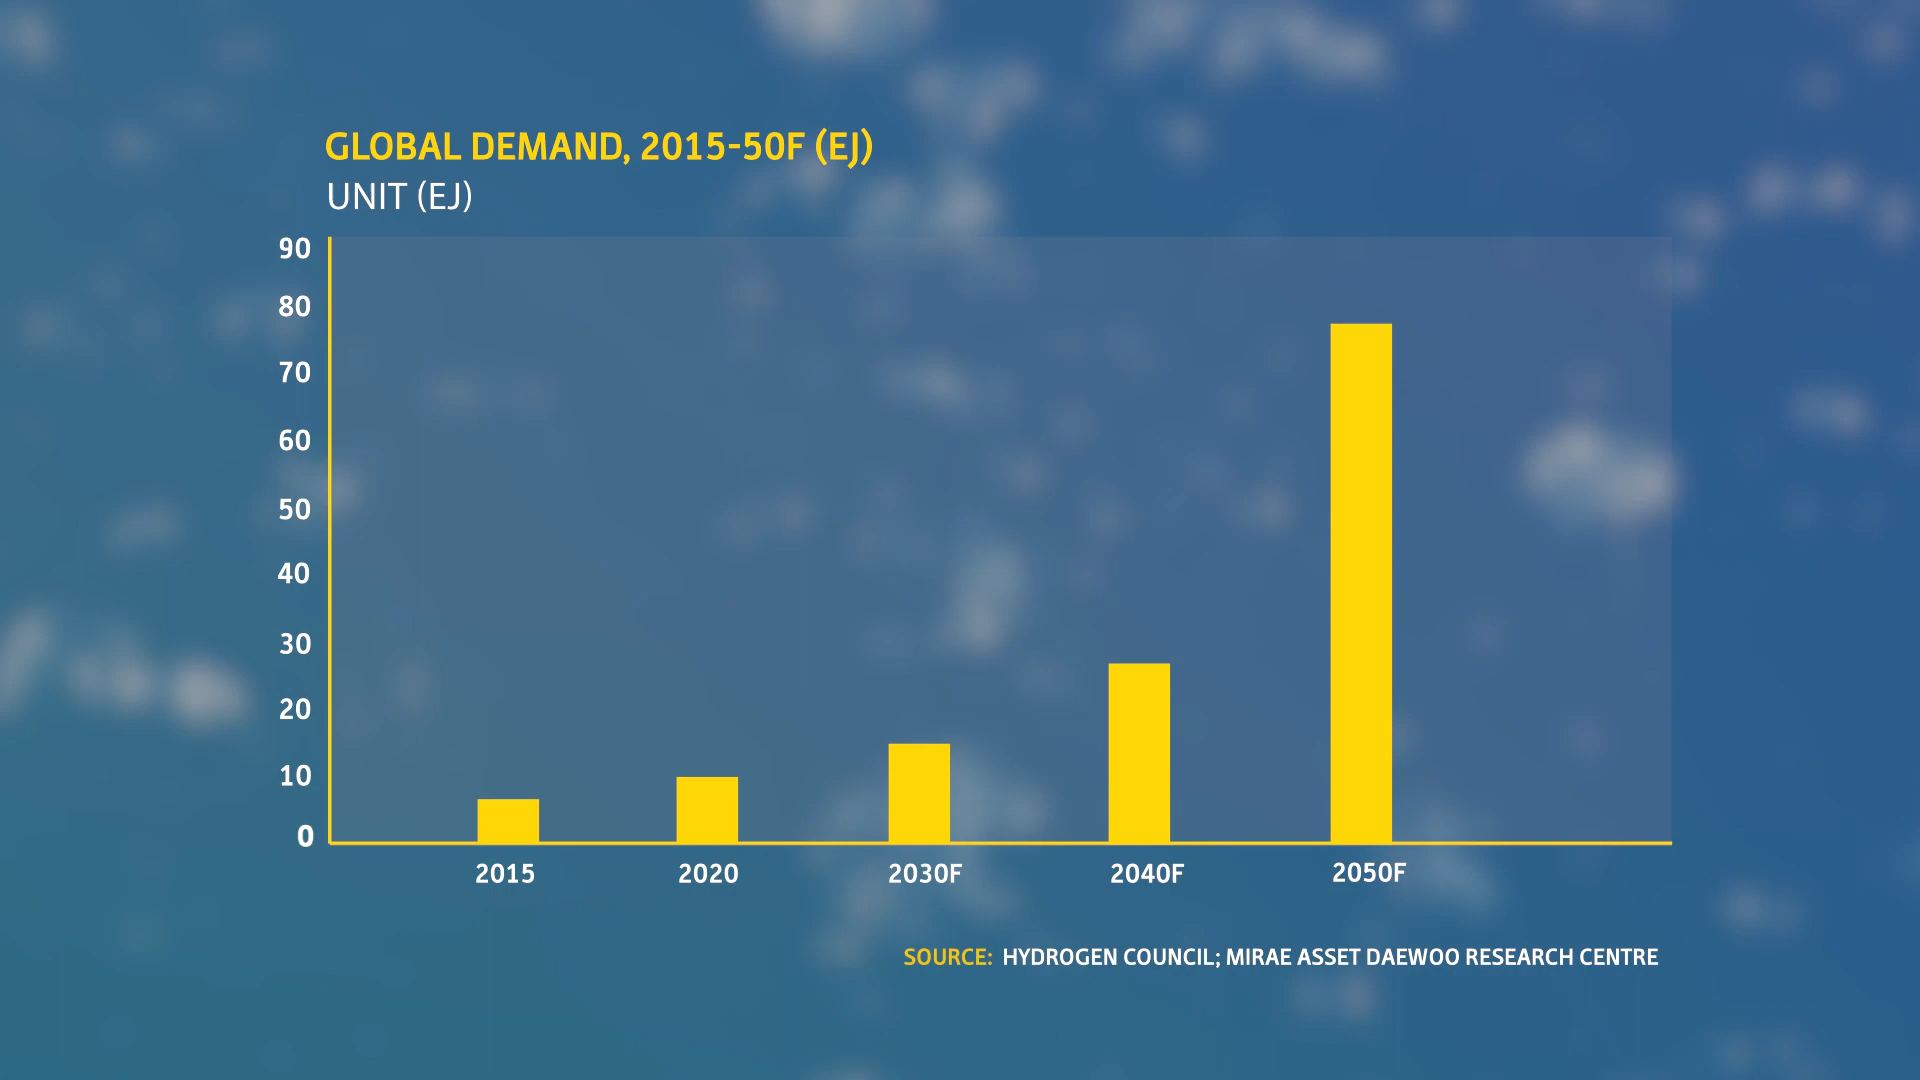 GLOBAL DEMAND, 2015-50F (EJ)
UNIT (EJ)
90
80
70
60
50
40
30
20
10
0
2015 2020 2030F 2040F 2050F
SOURCE: HYDROGEN COUNCIL; MIRAE ASSET DAEWOO RESEARCH CENTRE